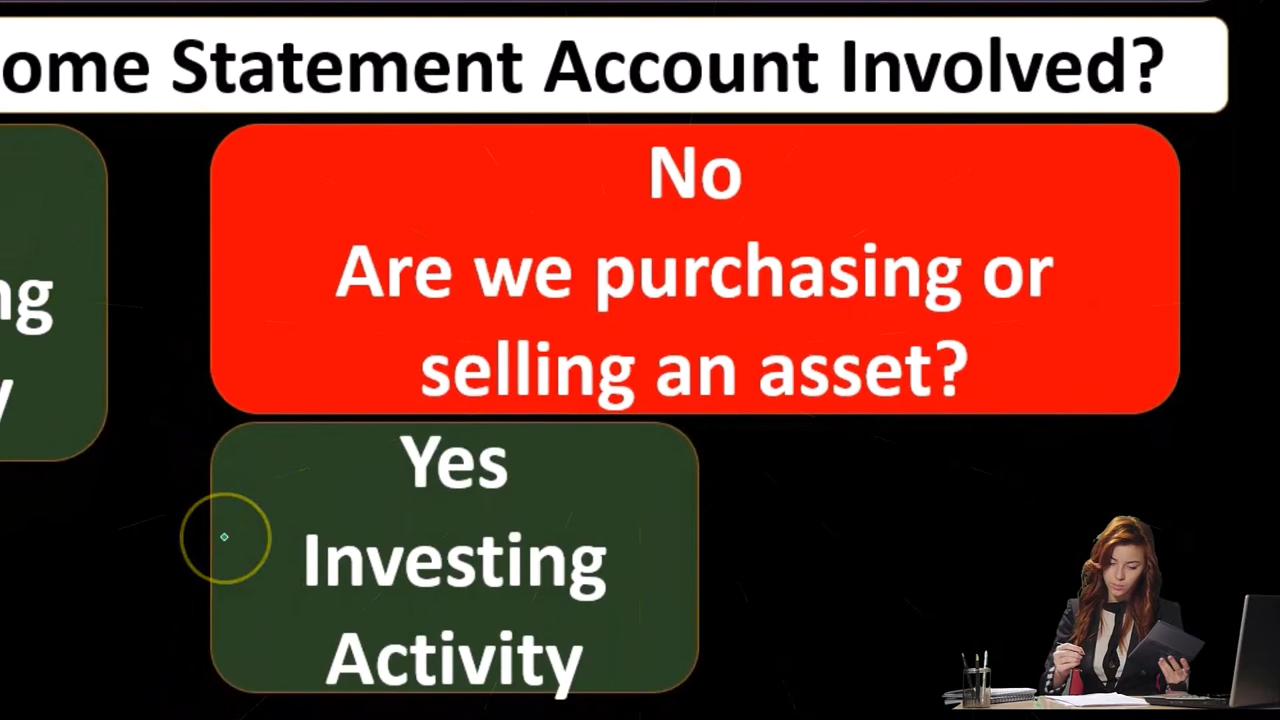 ome Statement Account Involved?
No
Are we purchasing or
selling an asset?
ng
y
Yes
Investing
Activity